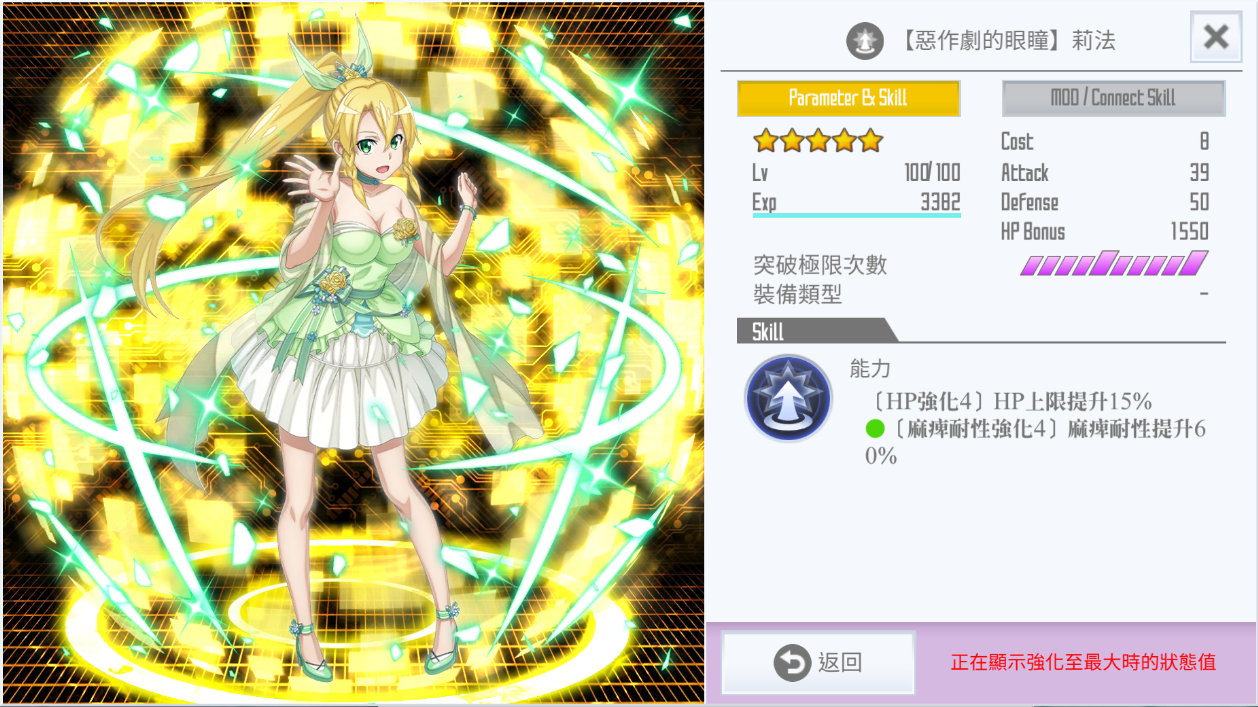 【惡作劇的眼瞳】莉法
Parameter & Skill
MOD / Connect Skill
Lv 100/100
Exp 3382
Cost 8
Attack 39
Defense 50
HP Bonus 1550
突破極限次數
裝備類型 -
Skill
能力
〔HP強化4〕HP上限提升15%
〔麻痺耐性強化4〕麻痺耐性提升6
0%
返回
正在顯示強化至最大時的狀態值